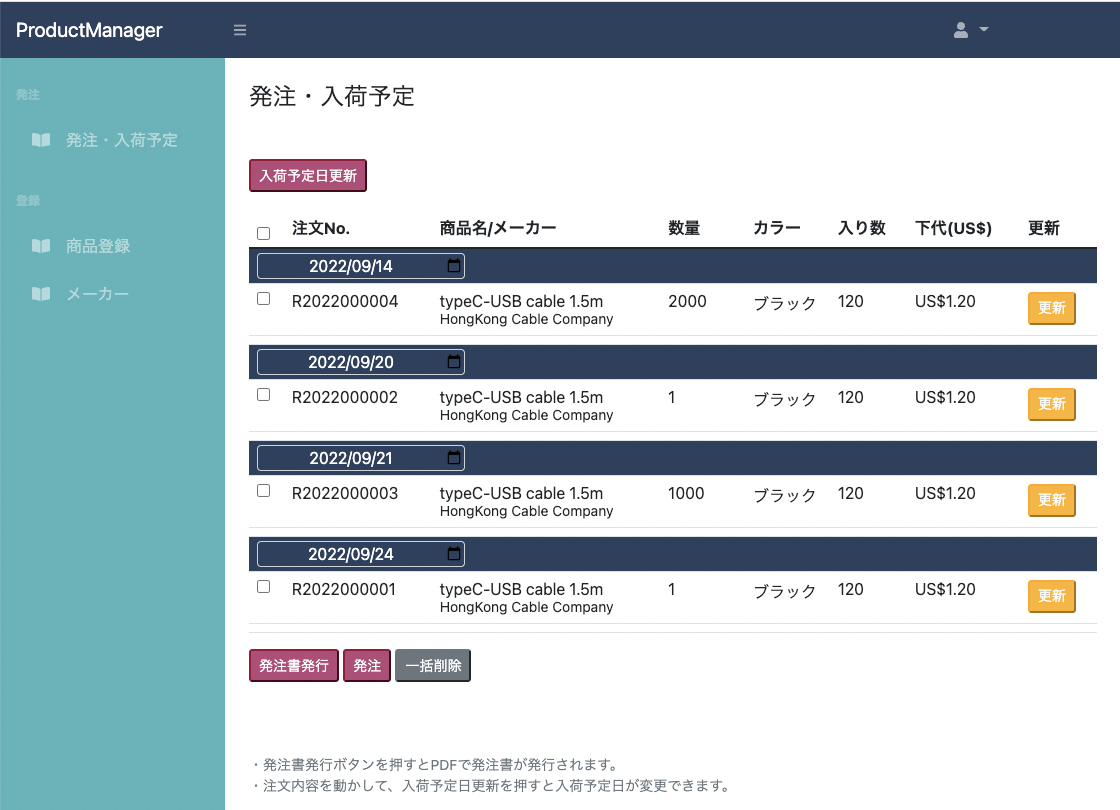 ProductManager
発注
発注・入荷予定
登録
商品登録
メーカー
発注・入荷予定
入荷予定日更新
注文No. 商品名/メーカー 数量 カラー 入り数 下代(US$) 更新
2022/09/14
R2022000004 typeC-USB cable 1.5m 2000 ブラック 120 US$1.20 更新
HongKong Cable Company
2022/09/20
R2022000002 typeC-USB cable 1.5m 1 ブラック 120 US$1.20 更新
HongKong Cable Company
2022/09/21
R2022000003 typeC-USB cable 1.5m 1000 ブラック 120 US$1.20 更新
HongKong Cable Company
2022/09/24
R2022000001 typeC-USB cable 1.5m 1 ブラック 120 US$1.20 更新
HongKong Cable Company
発注書発行 発注 一括削除
・発注書発行ボタンを押すとPDFで発注書が発行されます。
・注文内容を動かして、入荷予定日更新を押すと入荷予定日が変更できます。